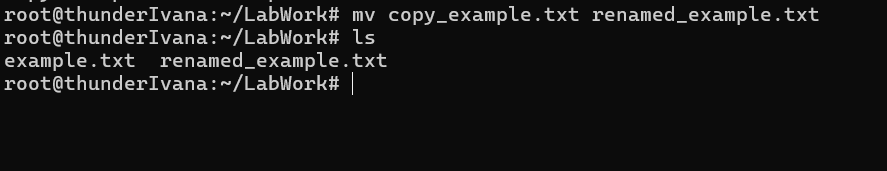 root@thunderIvana:~/LabWork# mv copy_example.txt renamed_example.txt
root@thunderIvana:~/LabWork# ls
example.txt  renamed_example.txt
root@thunderIvana:~/LabWork#